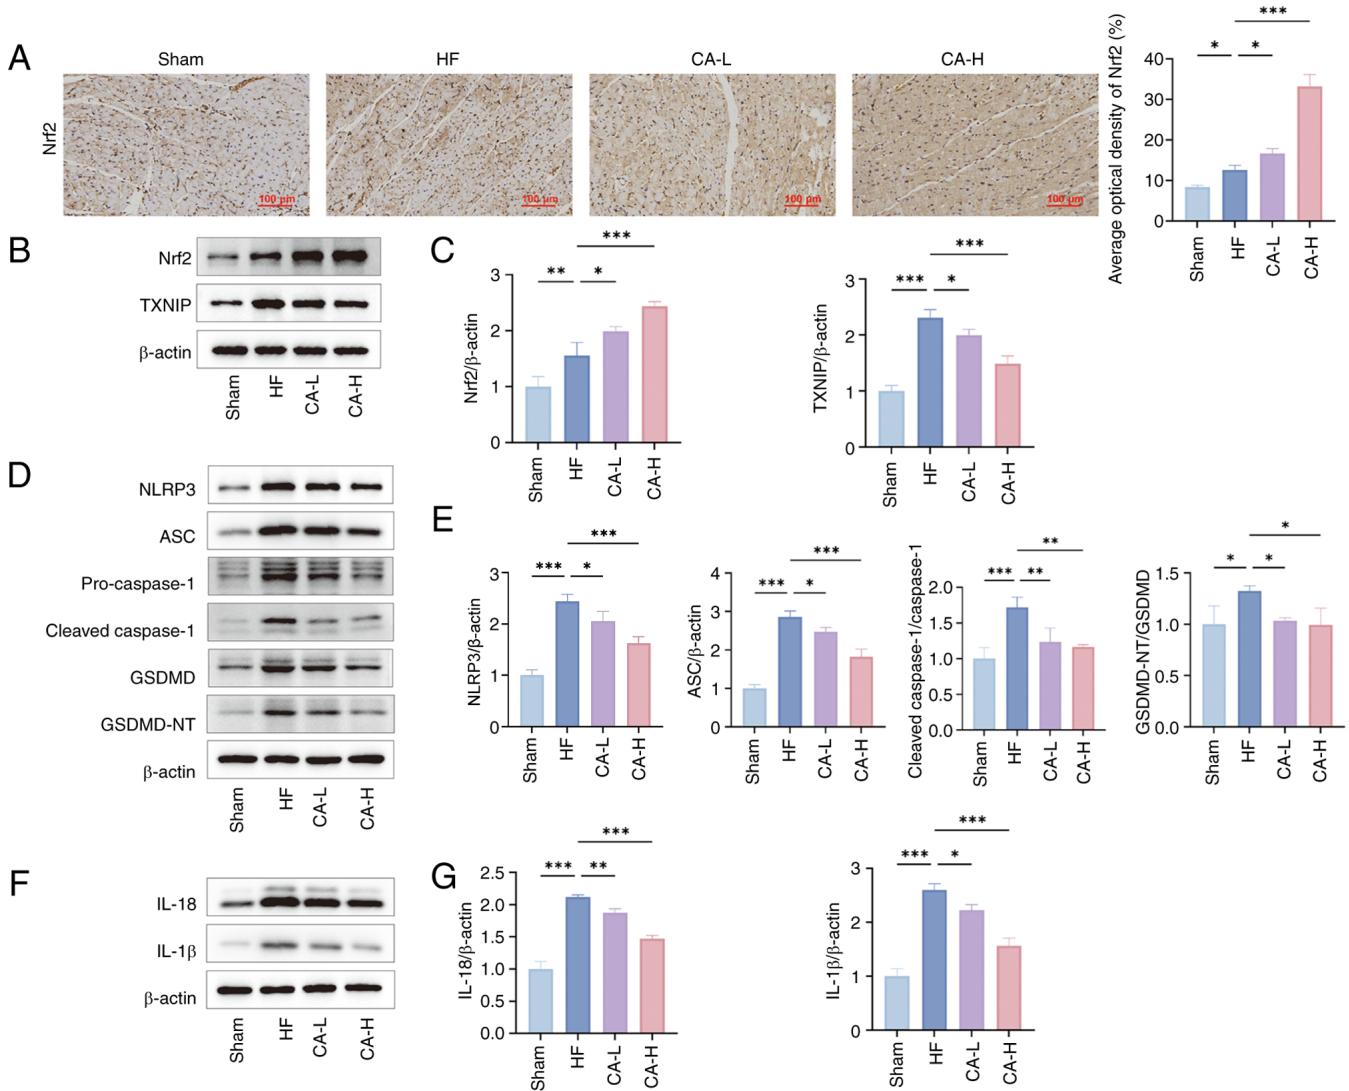 A
Sham
HF
CA-L
CA-H
Nrf2
100 μm
100 μm
100 μm
100 μm
Average optical density of Nrf2 (%)
40
30
20
10
0
* * ***
Sham
HF
CA-L
CA-H
B
Nrf2
TXNIP
β-actin
Sham
HF
CA-L
CA-H
C
Nrf2/β-actin
3
2
1
0
** * ***
Sham
HF
CA-L
CA-H
TXNIP/β-actin
3
2
1
0
*** * ***
Sham
HF
CA-L
CA-H
D
NLRP3
ASC
Pro-caspase-1
Cleaved caspase-1
GSDMD
GSDMD-NT
β-actin
Sham
HF
CA-L
CA-H
E
NLRP3/β-actin
3
2
1
0
*** * ***
Sham
HF
CA-L
CA-H
ASC/β-actin
4
3
2
1
0
*** * ***
Sham
HF
CA-L
CA-H
Cleaved caspase-1/caspase-1
2.0
1.5
1.0
0.5
0.0
*** ** **
Sham
HF
CA-L
CA-H
GSDMD-NT/GSDMD
1.5
1.0
0.5
0.0
* * *
Sham
HF
CA-L
CA-H
F
IL-18
IL-1β
β-actin
Sham
HF
CA-L
CA-H
G
IL-18/β-actin
2.5
2.0
1.5
1.0
0.5
0.0
*** ** ***
Sham
HF
CA-L
CA-H
IL-1β/β-actin
3
2
1
0
*** * ***
Sham
HF
CA-L
CA-H